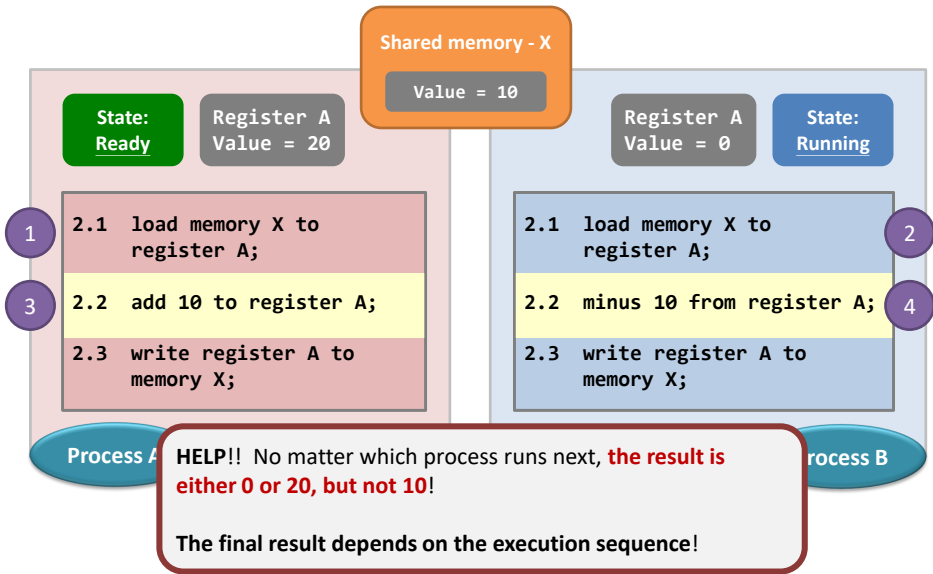 Shared memory - X
Value = 10
State:
Ready
Register A
Value = 20
Register A
Value = 0
State:
Running
1
2.1 load memory X to
register A;
3
2.2 add 10 to register A;
2.3 write register A to
memory X;
2.1 load memory X to
register A;
2
2.2 minus 10 from register A;
4
2.3 write register A to
memory X;
Process A
Process B
HELP!! No matter which process runs next, the result is
either 0 or 20, but not 10!
The final result depends on the execution sequence!